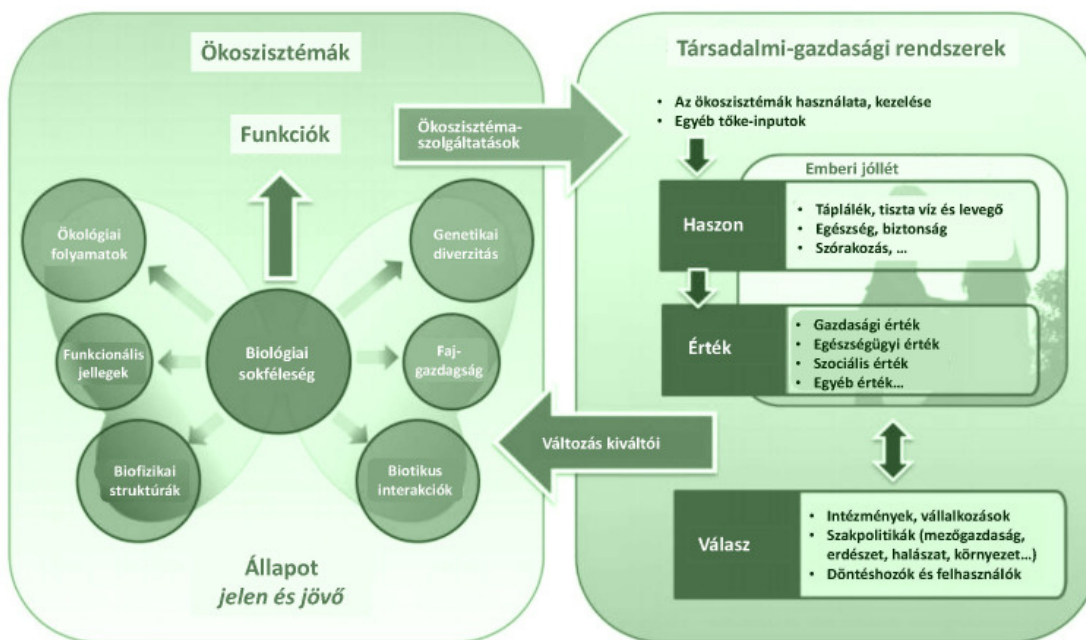 Ökoszisztémák
Funkciók
Ökológiai
folyamatok
Genetikai
diverzitás
Funkcionális
jellegek
Biológiai
sokféleség
Faj-
gazdagság
Biofizikai
struktúrák
Biotikus
interakciók
Állapot
jelen és jövő
Ökoszisztéma-
szolgáltatások
Változás kiváltói
Társadalmi-gazdasági rendszerek
• Az ökoszisztémák használata, kezelése
• Egyéb tőke-inputok
Emberi jóllét
Haszon
• Táplálék, tiszta víz és levegő
• Egészség, biztonság
• Szórakozás, ...
Érték
• Gazdasági érték
• Egészségügyi érték
• Szociális érték
• Egyéb érték...
Válasz
• Intézmények, vállalkozások
• Szakpolitikák (mezőgazdaság,
erdészet, halászat, környezet...)
• Döntéshozók és felhasználók